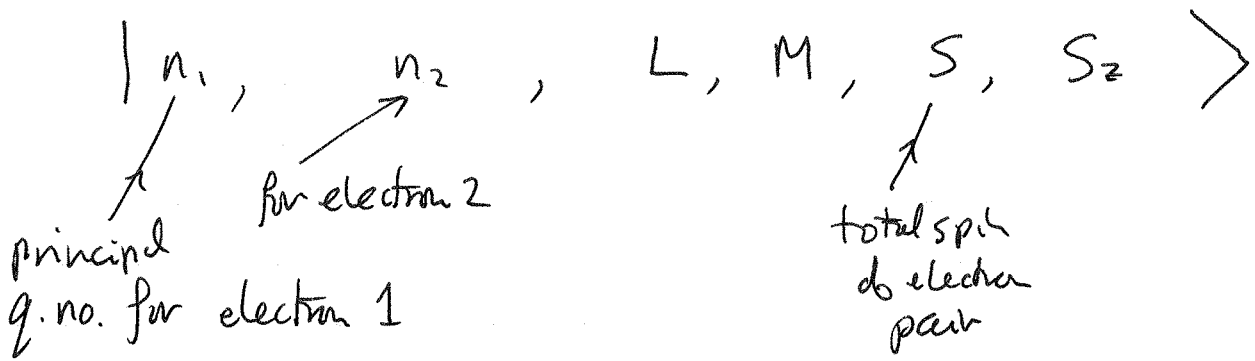 | n₁, n₂, L, M, S, S_z ⟩
for electron 2
principal
q.no. for electron 1
total spin
of electron
pair